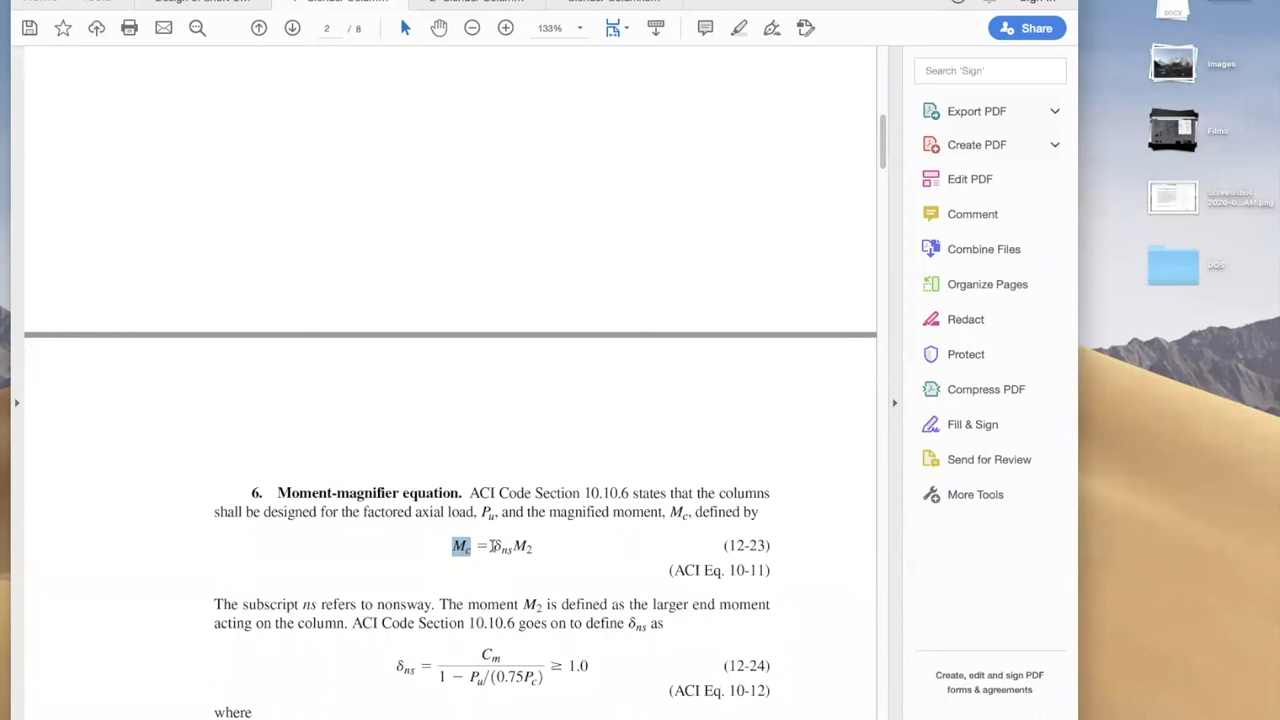 2 / 8
133%
Share
Search 'Sign'
Export PDF
Create PDF
Edit PDF
Comment
Combine Files
Organize Pages
Redact
Protect
Compress PDF
Fill & Sign
Send for Review
More Tools
Create, edit and sign PDF
forms & agreements
6. Moment-magnifier equation. ACI Code Section 10.10.6 states that the columns
shall be designed for the factored axial load, Pu, and the magnified moment, Mc, defined by
Mc = δnsM2 (12-23)
(ACI Eq. 10-11)
The subscript ns refers to nonsway. The moment M2 is defined as the larger end moment
acting on the column. ACI Code Section 10.10.6 goes on to define δns as
δns = Cm / 1 − Pu/(0.75Pc) ≥ 1.0 (12-24)
(ACI Eq. 10-12)
where
DOCX
Images
Films
Screenshot
AM.png
DOS